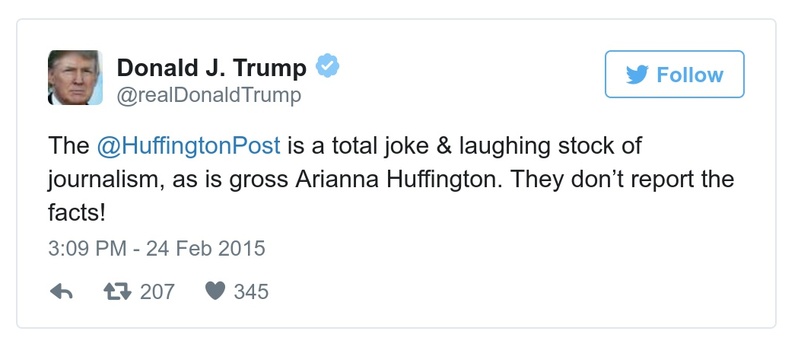 Donald J. Trump
@realDonaldTrump
Follow
The @HuffingtonPost is a total joke & laughing stock of
journalism, as is gross Arianna Huffington. They don’t report the
facts!
3:09 PM - 24 Feb 2015
207 345